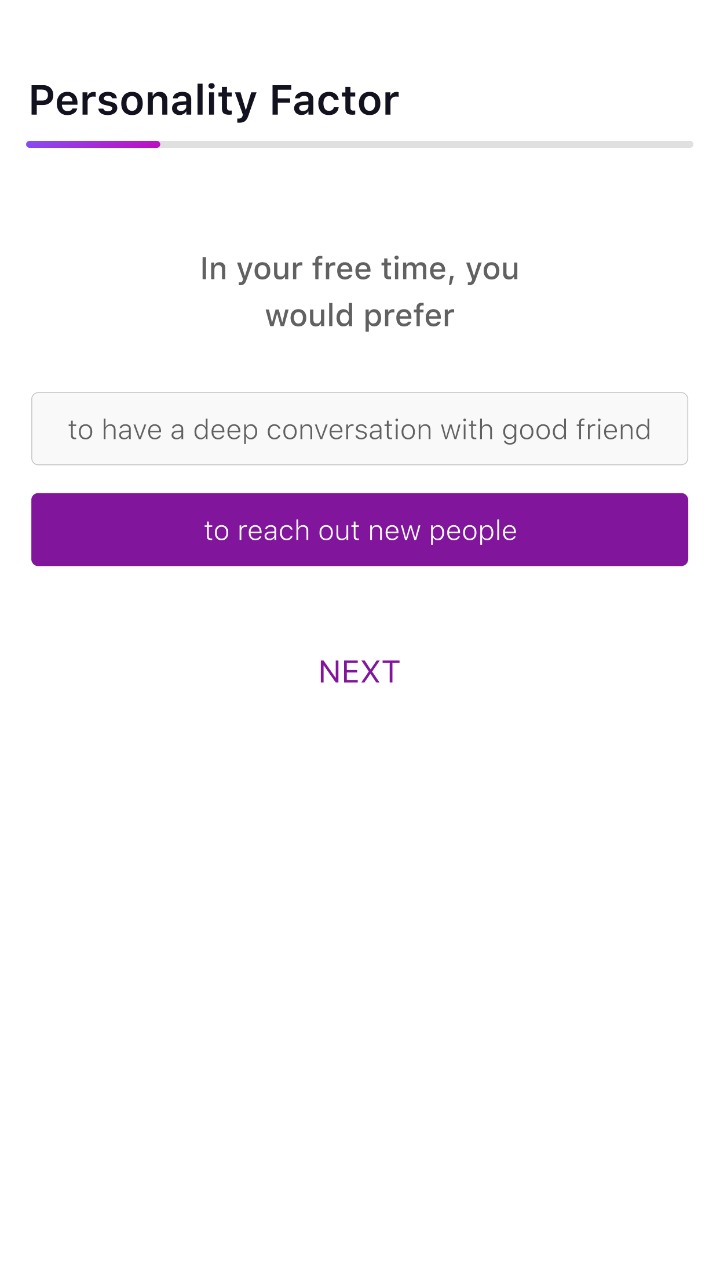 Personality Factor
In your free time, you
would prefer
to have a deep conversation with good friend
to reach out new people
NEXT